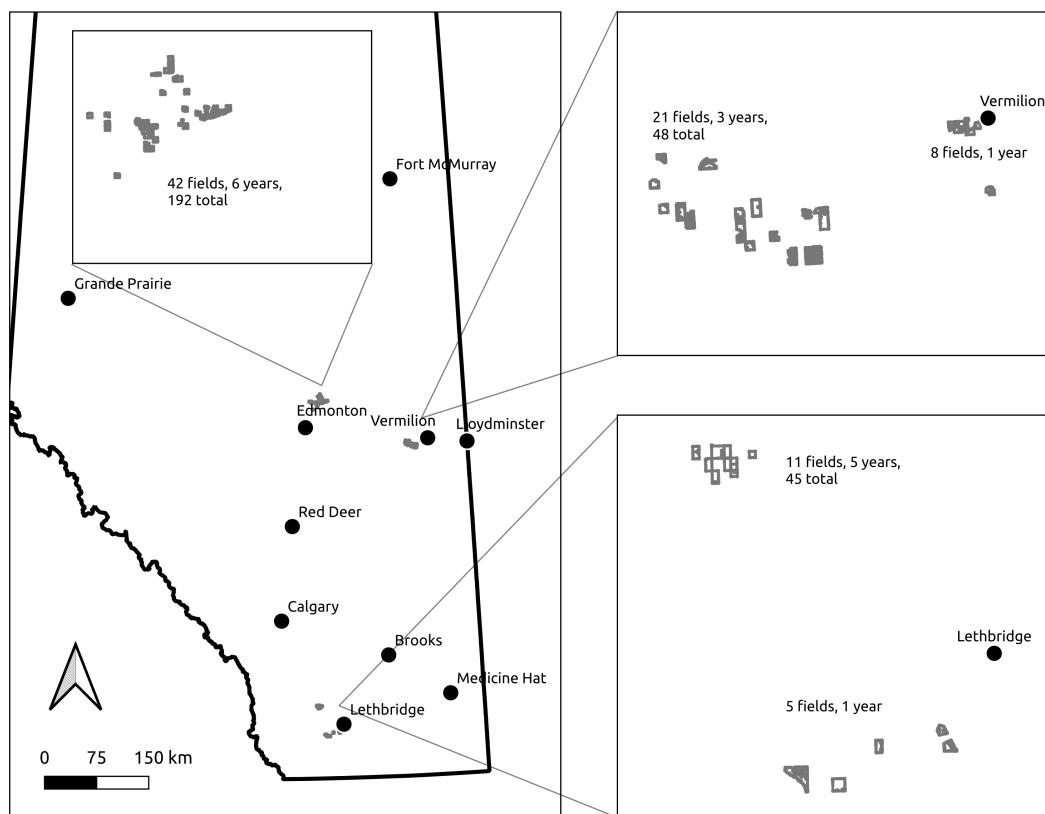 42 fields, 6 years,
192 total
Fort McMurray
Grande Prairie
Edmonton
Vermilion
Lloydminster
Red Deer
Calgary
Brooks
Medicine Hat
Lethbridge
0 75 150 km
21 fields, 3 years,
48 total
Vermilion
8 fields, 1 year
11 fields, 5 years,
45 total
Lethbridge
5 fields, 1 year